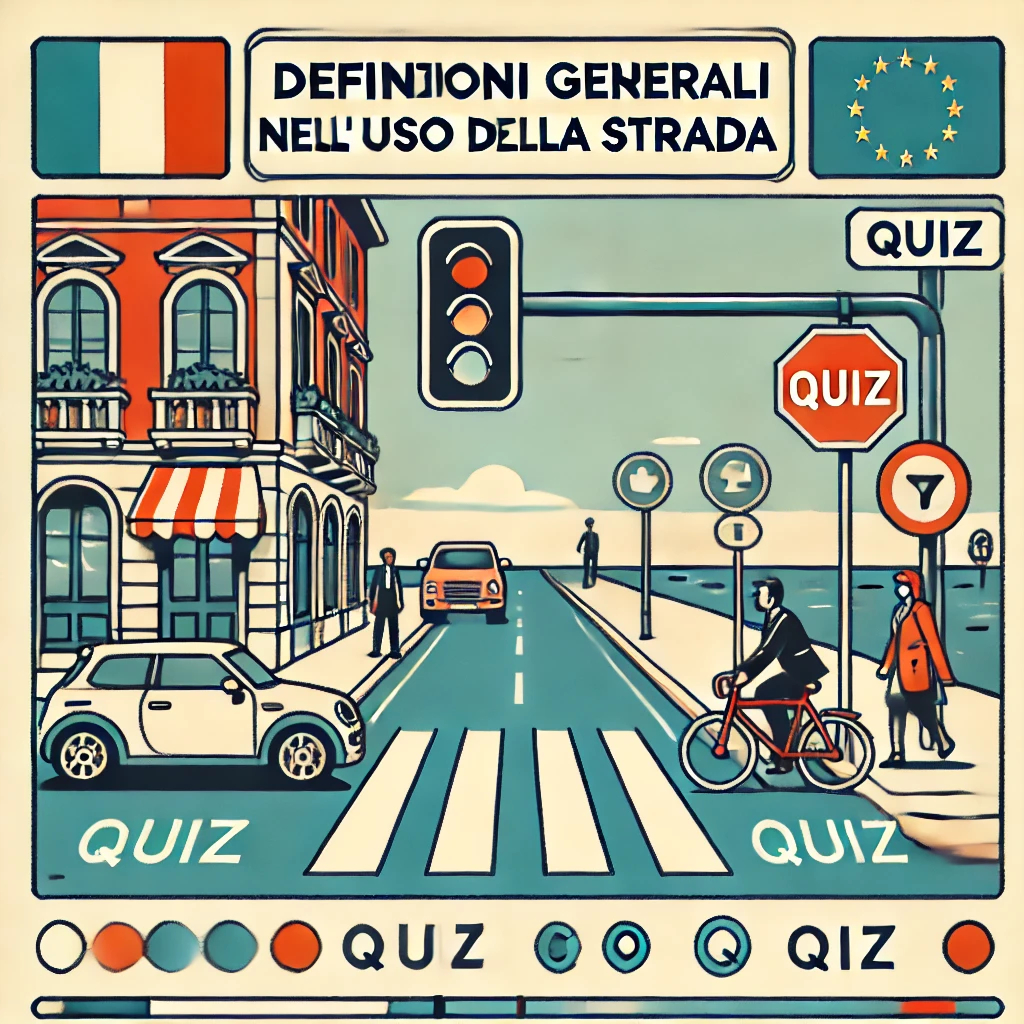 DEFINIJIONI GENERALI
NELL' USO DELLA STRADA
QUIZ
QUIZ
QUIZ
QUIZ
QUZ
C
O
Q
QIZ